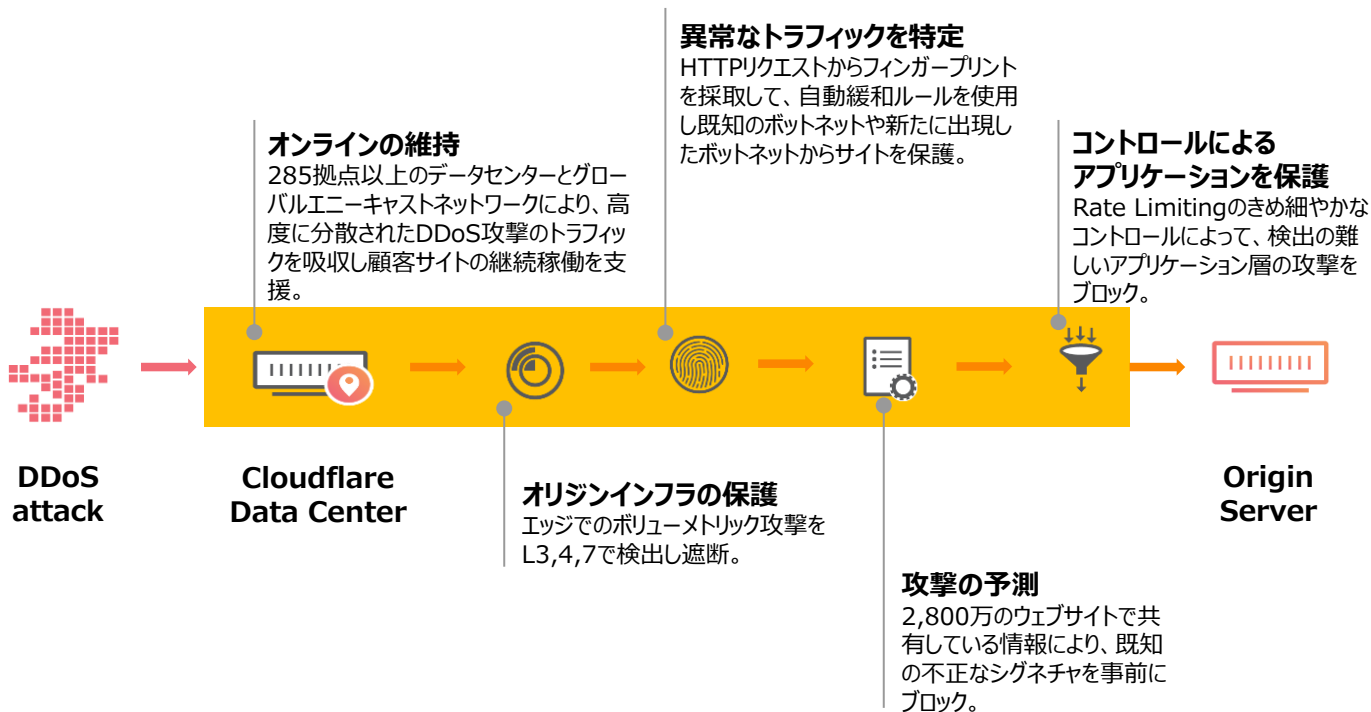 異常なトラフィックを特定
HTTPリクエストからフィンガープリント
を採取して、自動緩和ルールを使用
し既知のボットネットや新たに出現し
たボットネットからサイトを保護。
オンラインの維持
285拠点以上のデータセンターとグロー
バルエニーキャストネットワークにより、高
度に分散されたDDoS攻撃のトラフィッ
クを吸収し顧客サイトの継続稼働を支
援。
コントロールによる
アプリケーションを保護
Rate Limitingのきめ細やかな
コントロールによって、検出の難
しいアプリケーション層の攻撃を
ブロック。
DDoS
attack
Cloudflare
Data Center
オリジンインフラの保護
エッジでのボリューメトリック攻撃を
L3,4,7で検出し遮断。
攻撃の予測
2,800万のウェブサイトで共
有している情報により、既知
の不正なシグネチャを事前に
ブロック。
Origin
Server